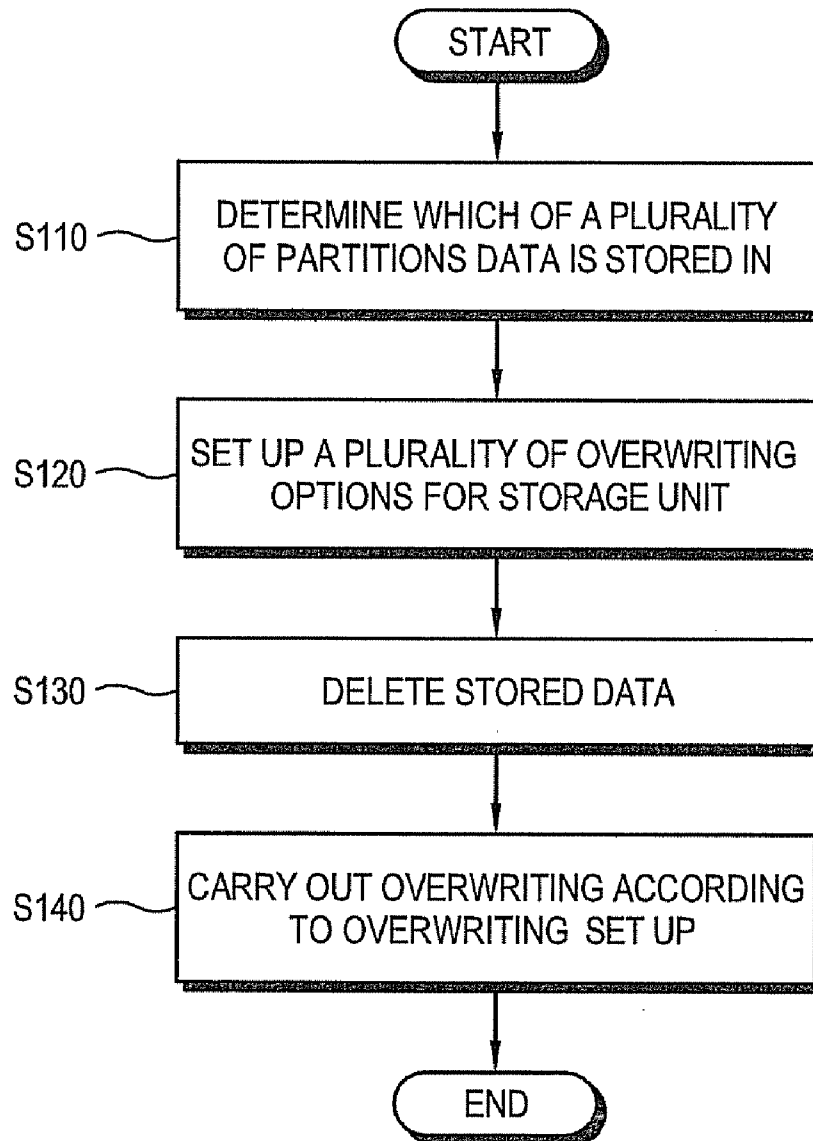 START
S110
DETERMINE WHICH OF A PLURALITY
OF PARTITIONS DATA IS STORED IN
S120
SET UP A PLURALITY OF OVERWRITING
OPTIONS FOR STORAGE UNIT
S130
DELETE STORED DATA
S140
CARRY OUT OVERWRITING ACCORDING
TO OVERWRITING SET UP
END